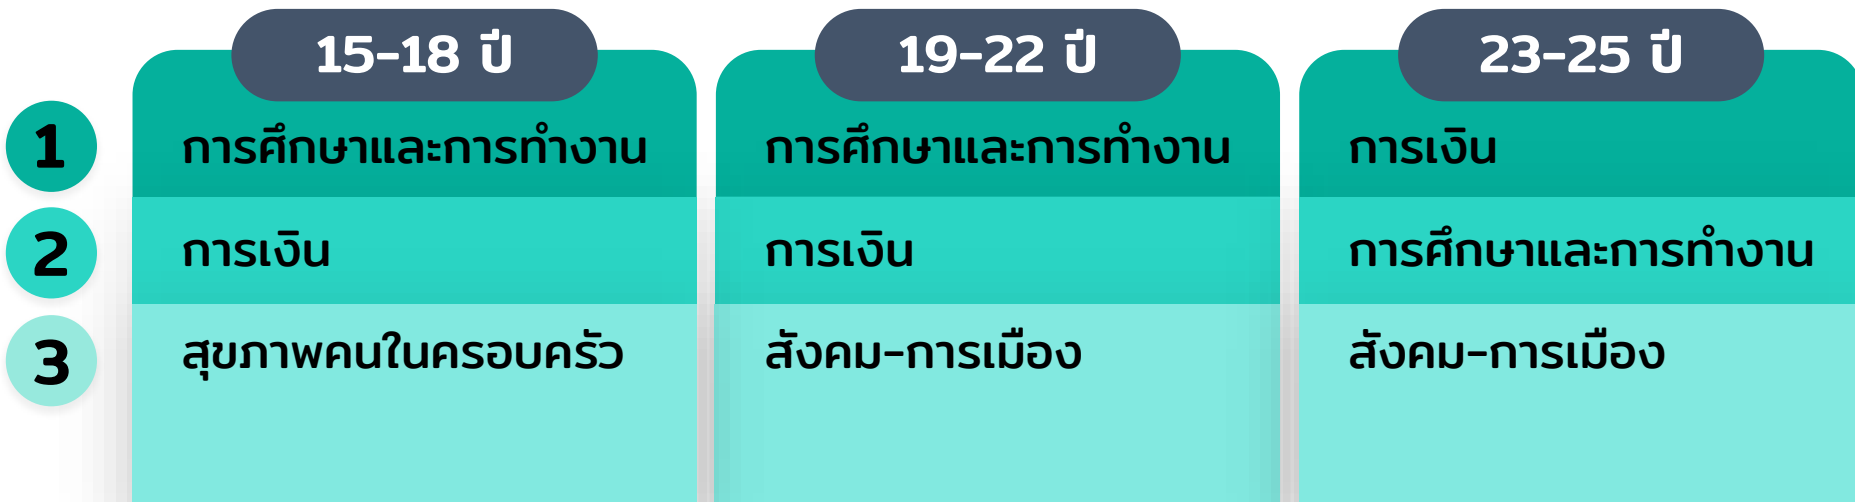 15-18 ปี
19-22 ปี
23-25 ปี
1
การศึกษาและการทำงาน
การศึกษาและการทำงาน
การเงิน
2
การเงิน
การเงิน
การศึกษาและการทำงาน
3
สุขภาพคนในครอบครัว
สังคม-การเมือง
สังคม-การเมือง